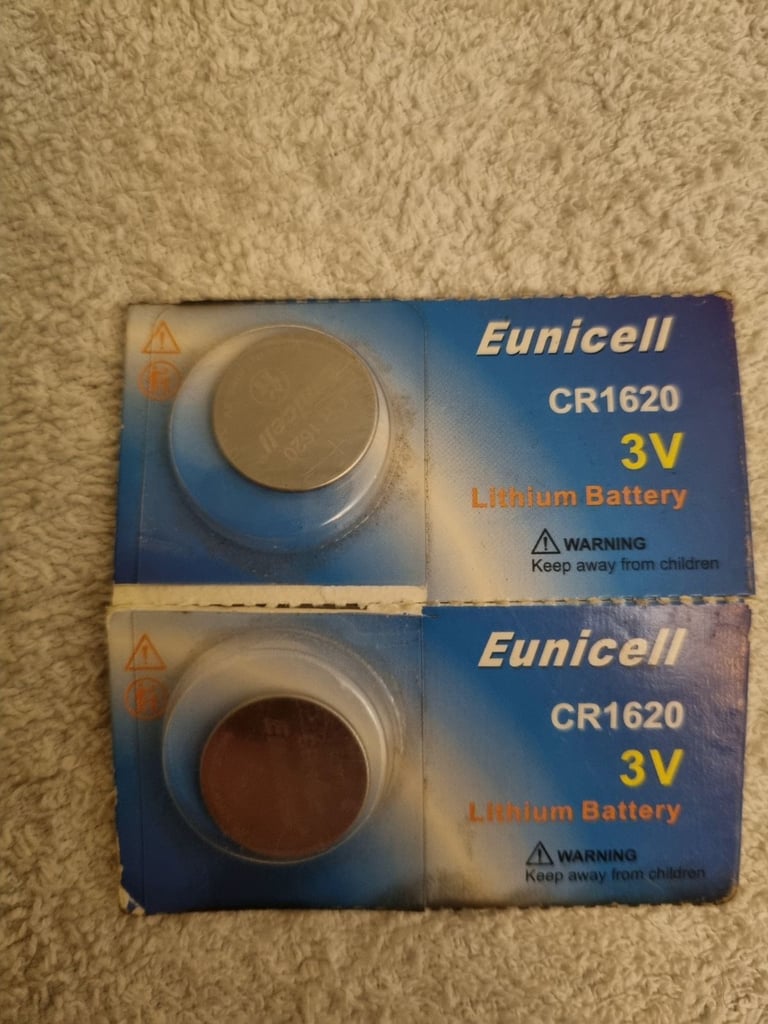 Eunicell
CR1620
3V
Lithium Battery
WARNING
Keep away from children
Eunicell
CR1620
3V
Lithium Battery
WARNING
Keep away from children